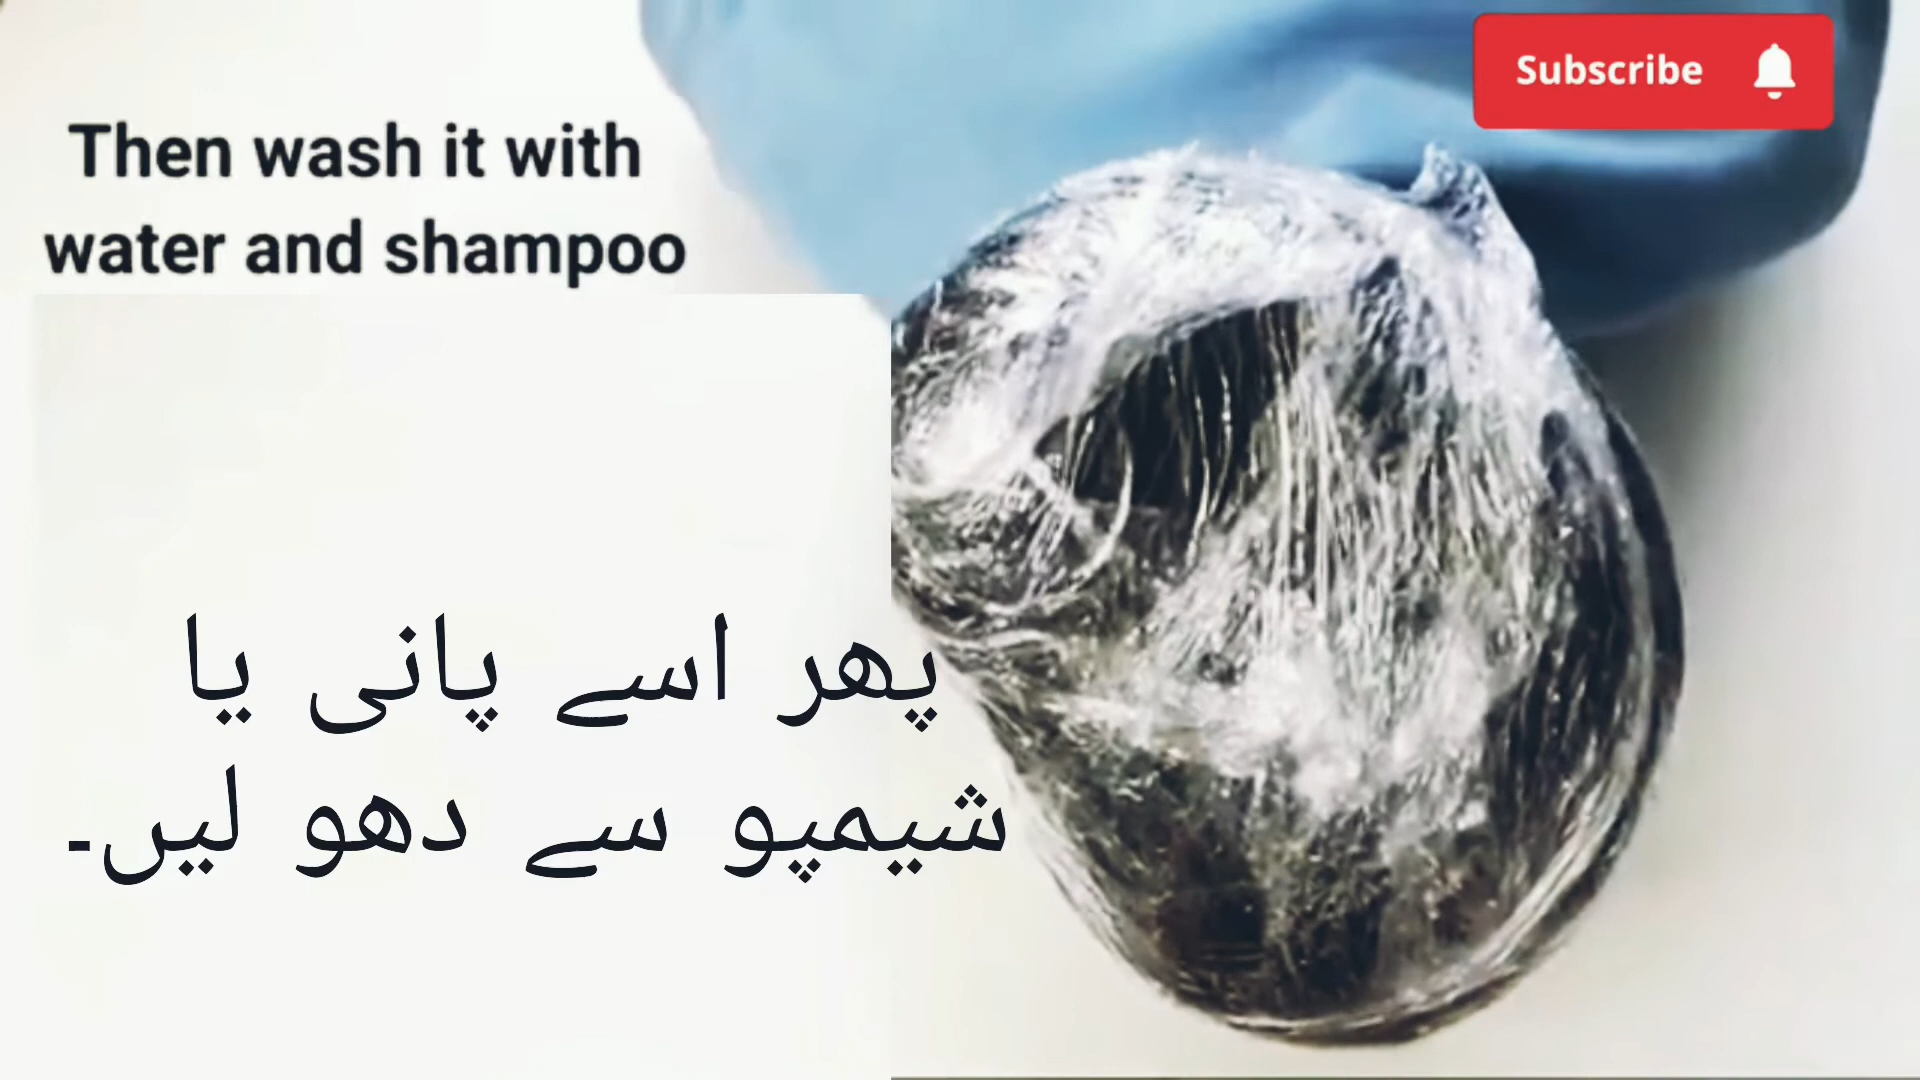 Subscribe
Then wash it with
water and shampoo
پھر اسے پانی یا
شیمپو سے دھو لیں۔